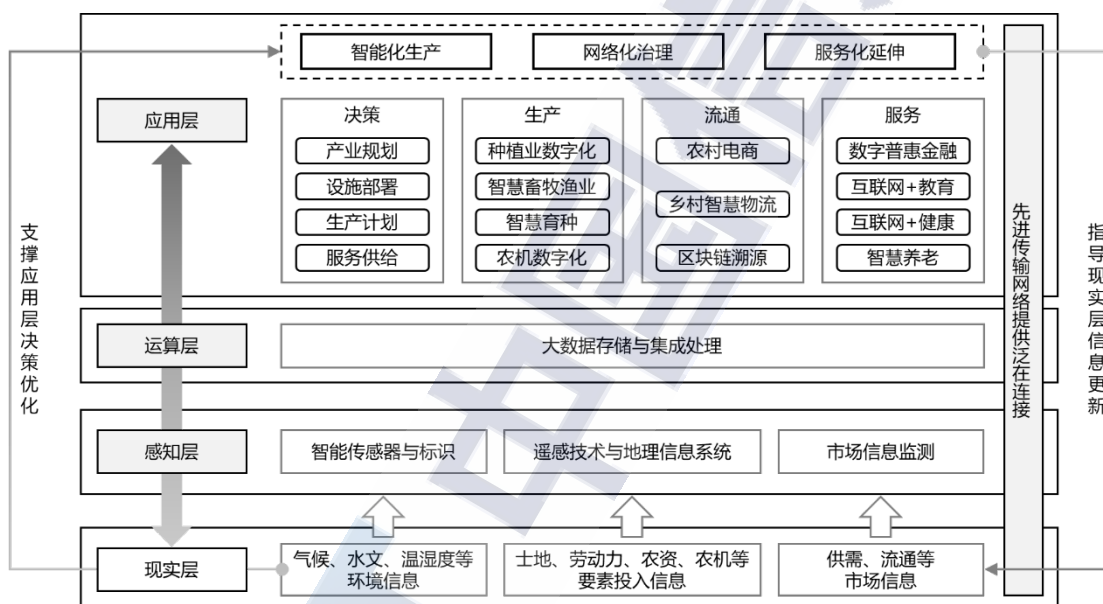 智能化生产
网络化治理
服务化延伸
应用层
决策
产业规划
设施部署
生产计划
服务供给
生产
种植业数字化
智慧畜牧渔业
智慧育种
农机数字化
流通
农村电商
乡村智慧物流
区块链溯源
服务
数字普惠金融
互联网+教育
互联网+健康
智慧养老
运算层
大数据存储与集成处理
感知层
智能传感器与标识
遥感技术与地理信息系统
市场信息监测
现实层
气候、水文、温湿度等
环境信息
土地、劳动力、农资、农机等
要素投入信息
供需、流通等
市场信息
支撑应用层决策优化
先进传输网络提供泛在连接
指导现实层信息更新
中国信